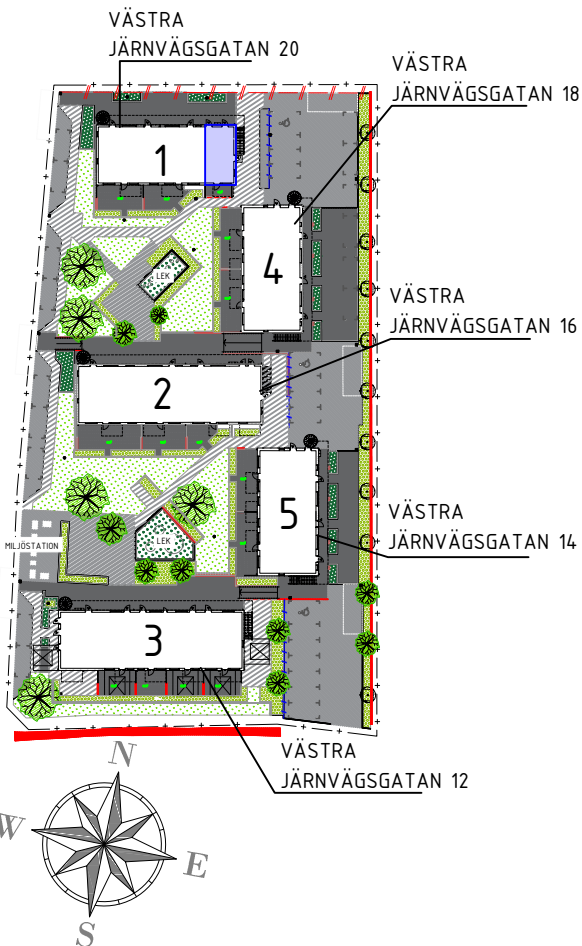 VÄSTRA
JÄRNVÄGSGATAN 20
VÄSTRA
JÄRNVÄGSGATAN 18
1
4
LEK
VÄSTRA
JÄRNVÄGSGATAN 16
2
5
MILJÖSTATION
LEK
VÄSTRA
JÄRNVÄGSGATAN 14
3
VÄSTRA
JÄRNVÄGSGATAN 12
N
W
E
S